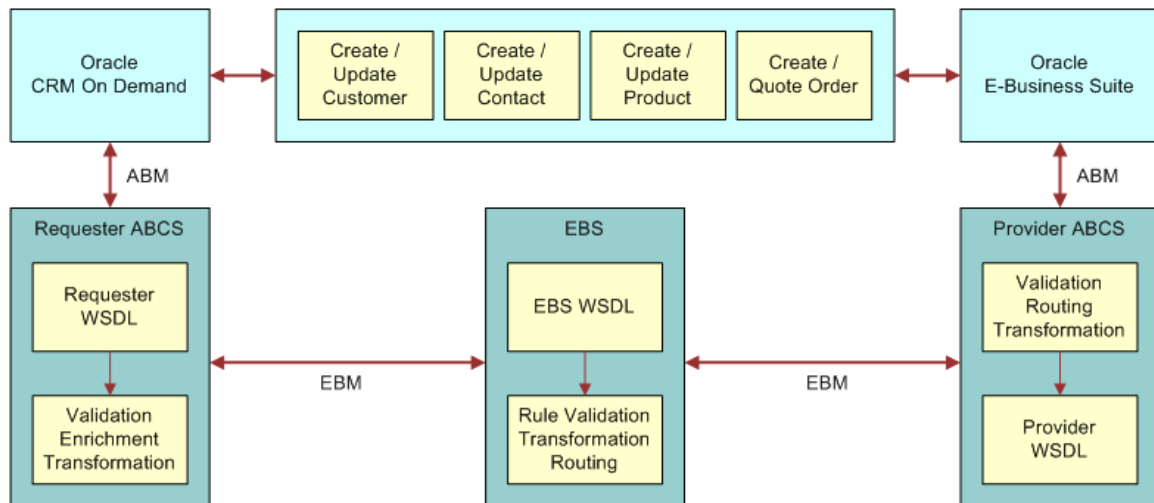 Oracle
CRM On Demand
Create /
Update
Customer
Create /
Update
Contact
Create /
Update
Product
Create /
Quote Order
Oracle
E-Business Suite
ABM
ABM
Requester ABCS
Requester
WSDL
Validation
Enrichment
Transformation
EBM
EBS
EBS WSDL
Rule Validation
Transformation
Routing
EBM
Provider ABCS
Validation
Routing
Transformation
Provider
WSDL